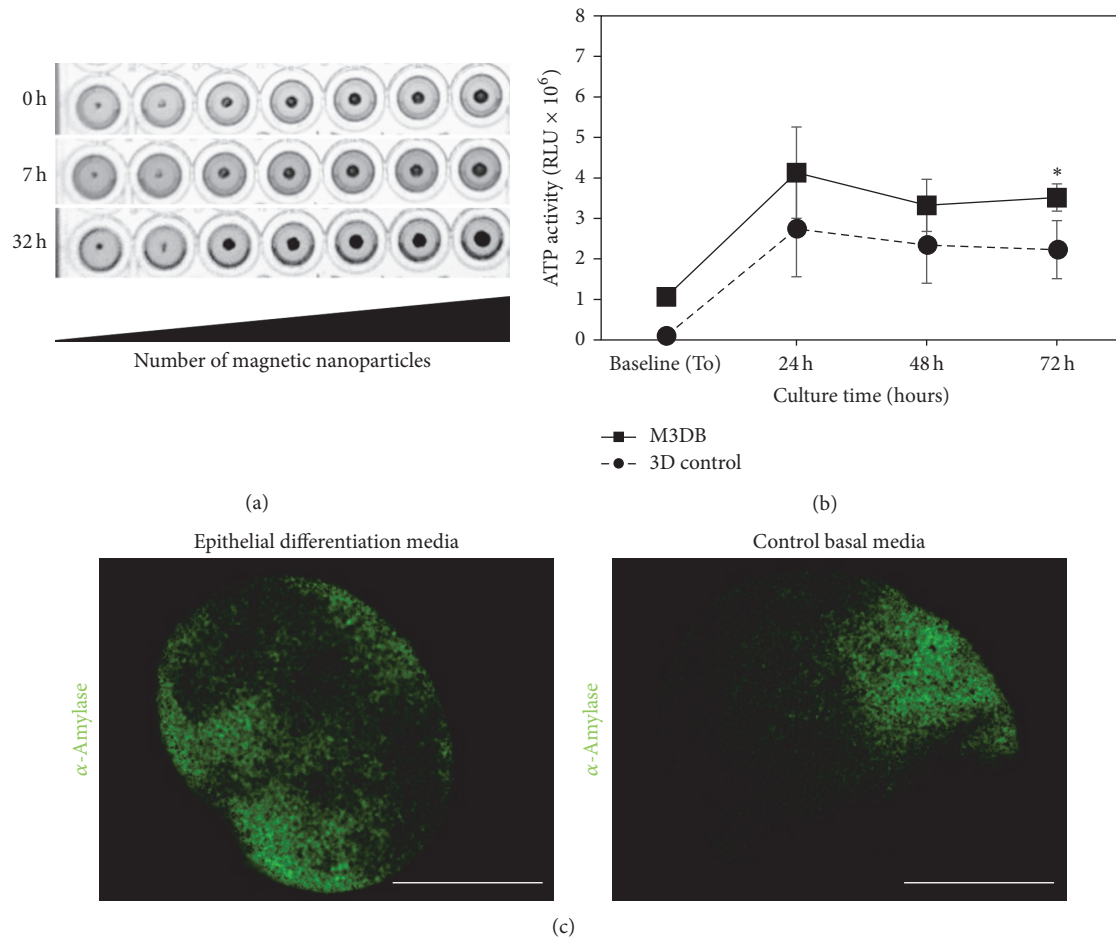 0 h
7 h
32 h
Number of magnetic nanoparticles
(a)
8
7
6
5
4
3
2
1
0
ATP activity (RLU × 10⁶)
*
Baseline (To) 24 h 48 h 72 h
Culture time (hours)
M3DB
3D control
(b)
Epithelial differentiation media
α-Amylase
Control basal media
α-Amylase
(c)